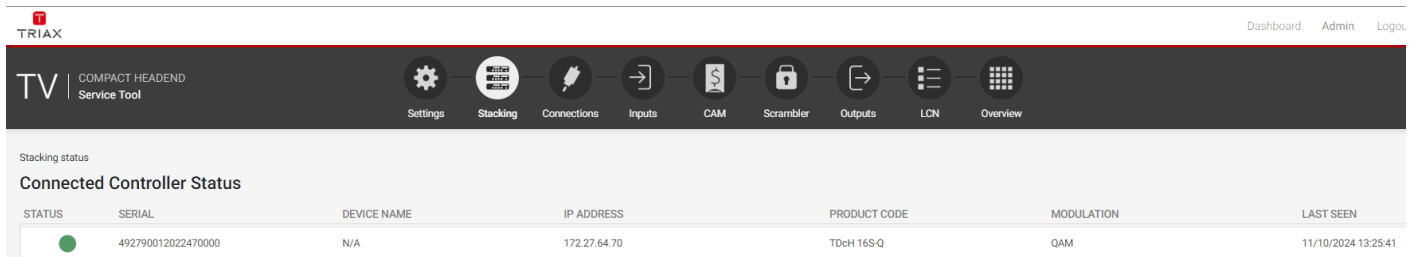 T
TRIAX
Dashboard Admin Logou
TV COMPACT HEADEND
Service Tool
$
Settings Stacking Connections Inputs CAM Scrambler Outputs LCN Overview
Stacking status
Connected Controller Status
STATUS SERIAL DEVICE NAME IP ADDRESS PRODUCT CODE MODULATION LAST SEEN
492790012022470000 N/A 172.27.64.70 TDcH 16S-Q QAM 11/10/2024 13:25:41